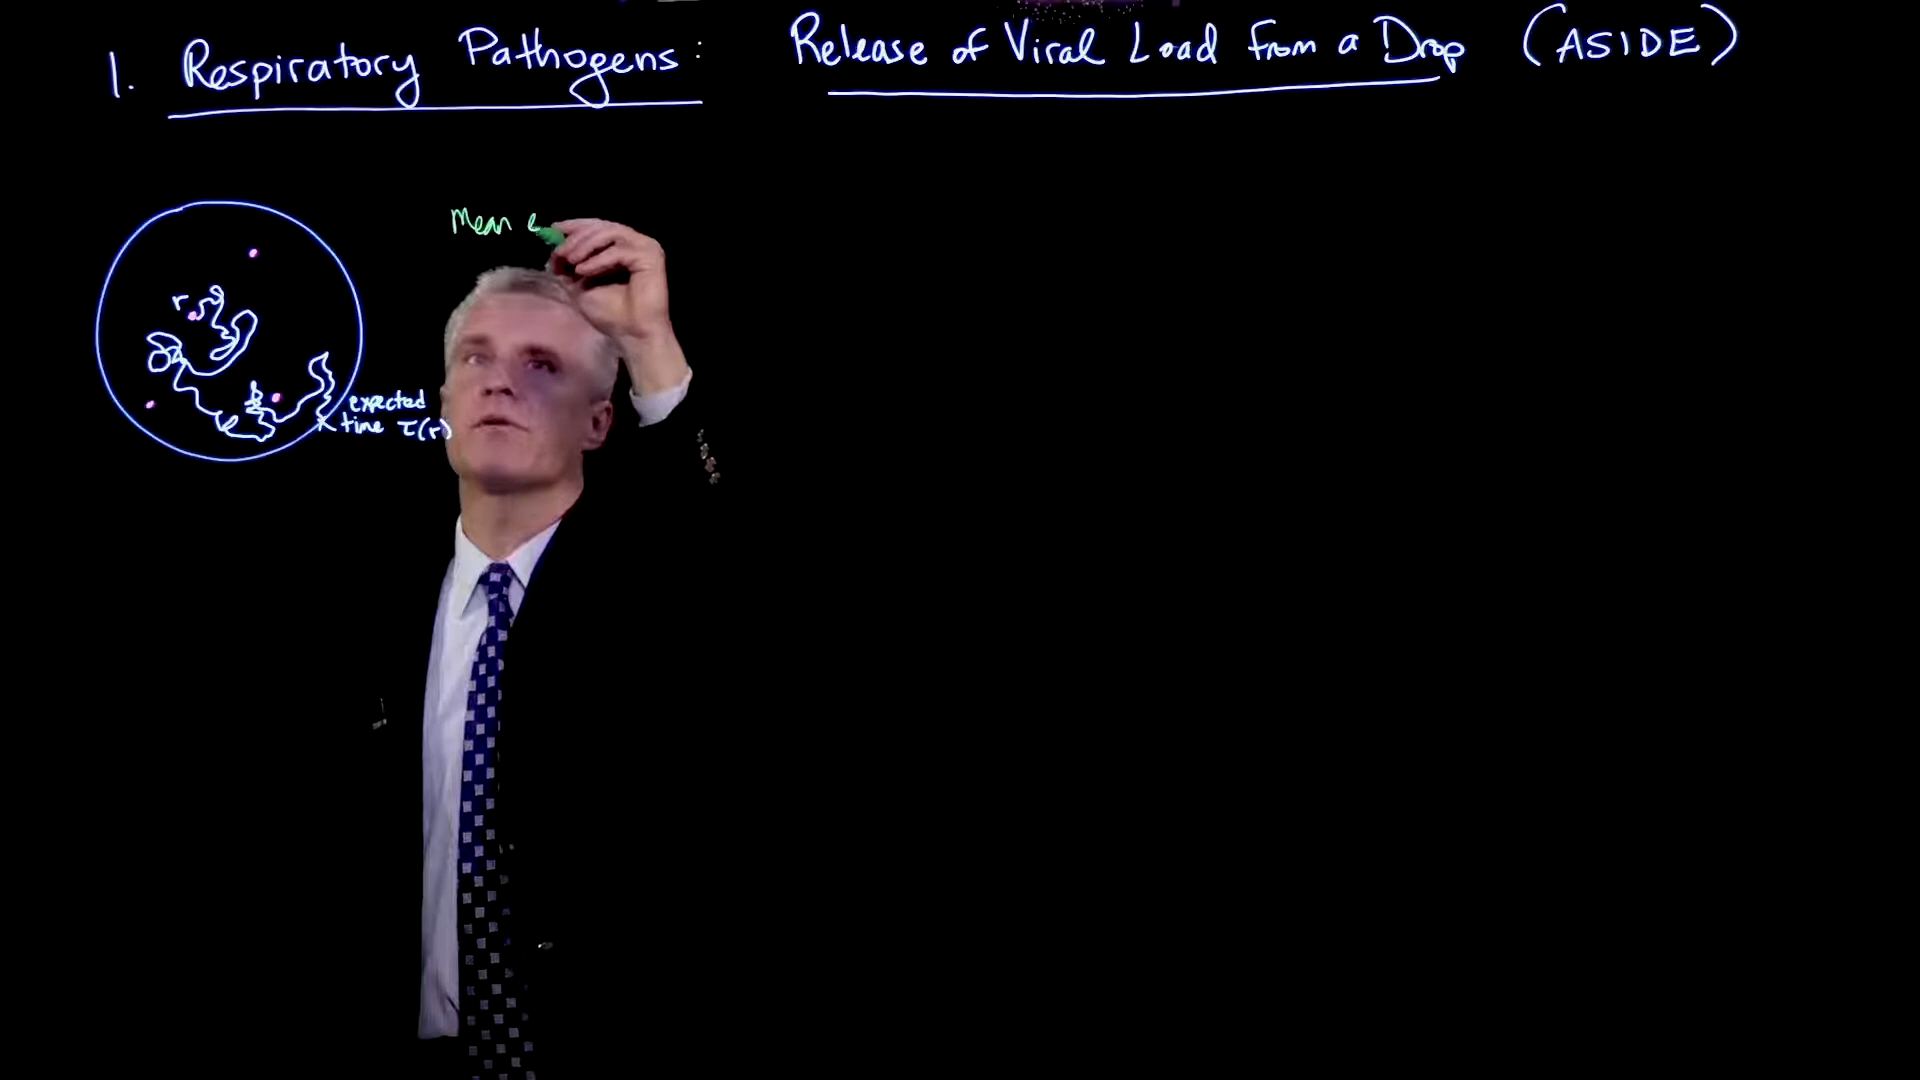 1. Respiratory Pathogens: Release of Viral Load from a Drop (ASIDE)
Mean e
r
expected
time τ(r)